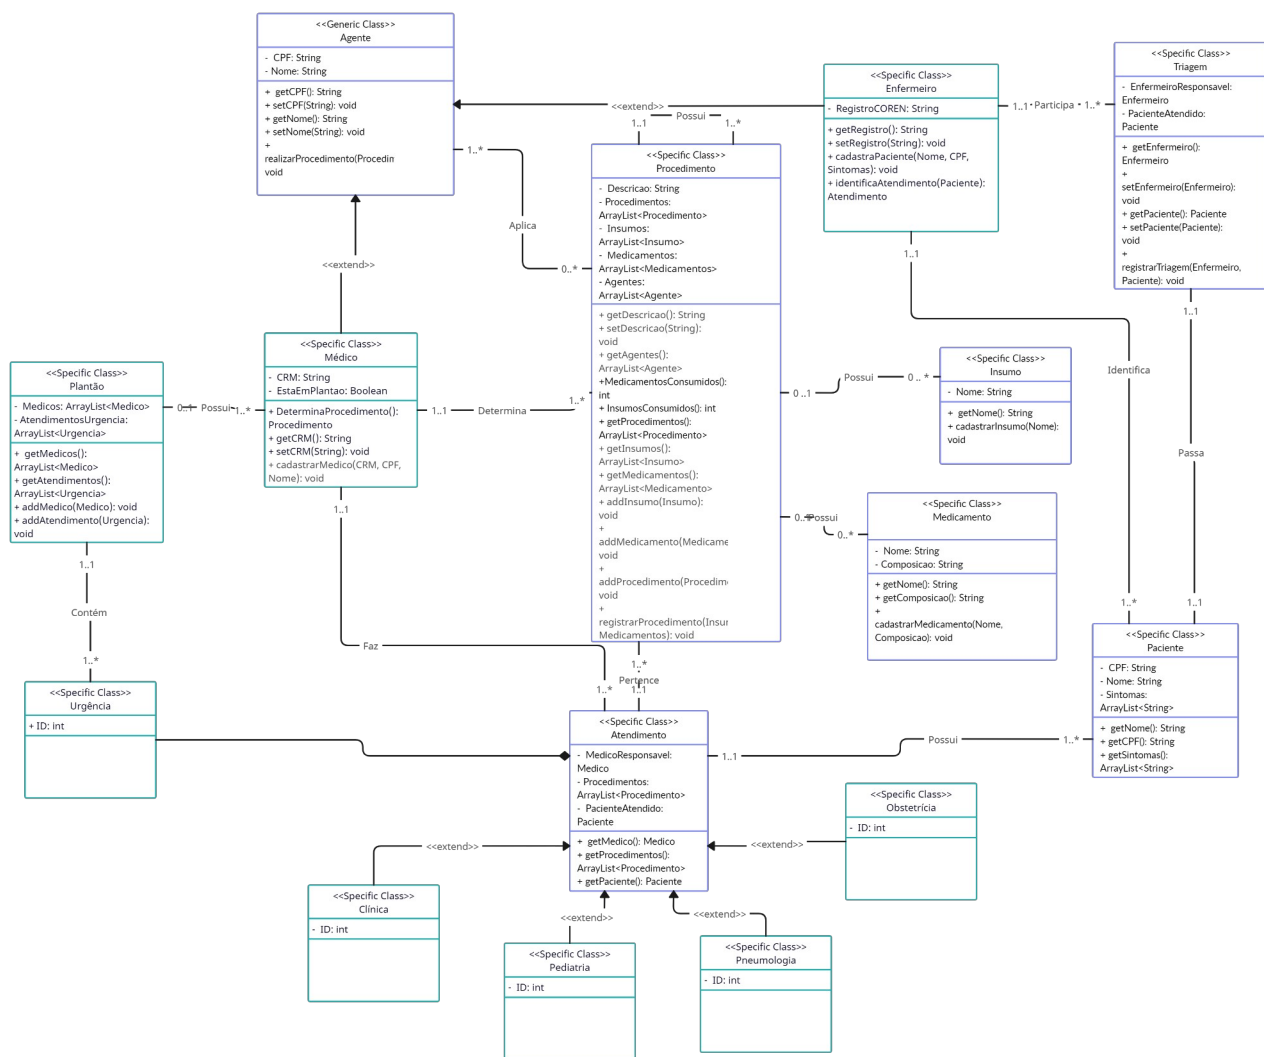 <<Generic Class>>
Agente
- CPF: String
- Nome: String
+ getCPF(): String
+ setCPF(String): void
+ getNome(): String
+ setNome(String): void
+
realizarProcedimento(Procedin
void
<<extend>>
Possui
1..1
1..*
1..*
Aplica
0..*
<<extend>>
<<Specific Class>>
Enfermeiro
- RegistroCOREN: String
+ getRegistro(): String
+ setRegistro(String): void
+ cadastraPaciente(Nome, CPF,
Sintomas): void
+ identificaAtendimento(Paciente):
Atendimento
1..1
Participa
1..*
<<Specific Class>>
Triagem
- EnfermeiroResponsavel:
Enfermeiro
- PacienteAtendido:
Paciente
+ getEnfermeiro():
Enfermeiro
+
setEnfermeiro(Enfermeiro):
void
+ getPaciente(): Paciente
+ setPaciente(Paciente):
void
+
registrarTriagem(Enfermeiro,
Paciente): void
<<Specific Class>>
Procedimento
- Descricao: String
- Procedimentos:
ArrayList<Procedimento>
- Insumos:
ArrayList<Insumo>
- Medicamentos:
ArrayList<Medicamentos>
- Agentes:
ArrayList<Agente>
+ getDescricao(): String
+ setDescricao(String):
void
+ getAgentes():
ArrayList<Agente>
+MedicamentosConsumidos():
int
+ InsumosConsumidos(): int
+ getProcedimentos():
ArrayList<Procedimento>
+ getInsumos():
ArrayList<Insumo>
+ getMedicamentos():
ArrayList<Medicamento>
+ addInsumo(Insumo):
void
+
addMedicamento(Medicame
void
+
addProcedimento(Procedim
void
+
registrarProcedimento(Insur
Medicamentos): void
<<Specific Class>>
Médico
- CRM: String
- EstaEmPlantao: Boolean
+ DeterminaProcedimento():
Procedimento
+ getCRM(): String
+ setCRM(String): void
+ cadastrarMedico(CRM, CPF,
Nome): void
1..1
Determina
1..*
<<Specific Class>>
Plantão
- Medicos: ArrayList<Medico>
- AtendimentosUrgencia:
ArrayList<Urgencia>
+ getMedicos():
ArrayList<Medico>
+ getAtendimentos():
ArrayList<Urgencia>
+ addMedico(Medico): void
+ addAtendimento(Urgencia):
void
0..1
Possui
1..*
1..1
Contém
1..*
<<Specific Class>>
Urgência
+ ID: int
1..1
Faz
1..*
0 ..1
Possui
0 .. *
<<Specific Class>>
Insumo
- Nome: String
+ getNome(): String
+ cadastrarInsumo(Nome):
void
Possui
0..*
<<Specific Class>>
Medicamento
- Nome: String
- Composicao: String
+ getNome(): String
+ getComposicao(): String
+
cadastrarMedicamento(Nome,
Composicao): void
1..1
Identifica
1..*
1..1
Passa
1..1
<<Specific Class>>
Paciente
- CPF: String
- Nome: String
- Sintomas:
ArrayList<String>
+ getNome(): String
+ getCPF(): String
+ getSintomas():
ArrayList<String>
1..*
Pertence
1..1
<<Specific Class>>
Atendimento
- MedicoResponsavel:
Medico
- Procedimentos:
ArrayList<Procedimento>
- PacienteAtendido:
Paciente
+ getMedico(): Medico
+ getProcedimentos():
ArrayList<Procedimento>
+ getPaciente(): Paciente
1..1
Possui
1..*
<<Specific Class>>
Obstetrícia
- ID: int
<<extend>>
<<extend>>
<<Specific Class>>
Clínica
- ID: int
<<extend>>
<<Specific Class>>
Pediatria
- ID: int
<<extend>>
<<Specific Class>>
Pneumologia
- ID: int